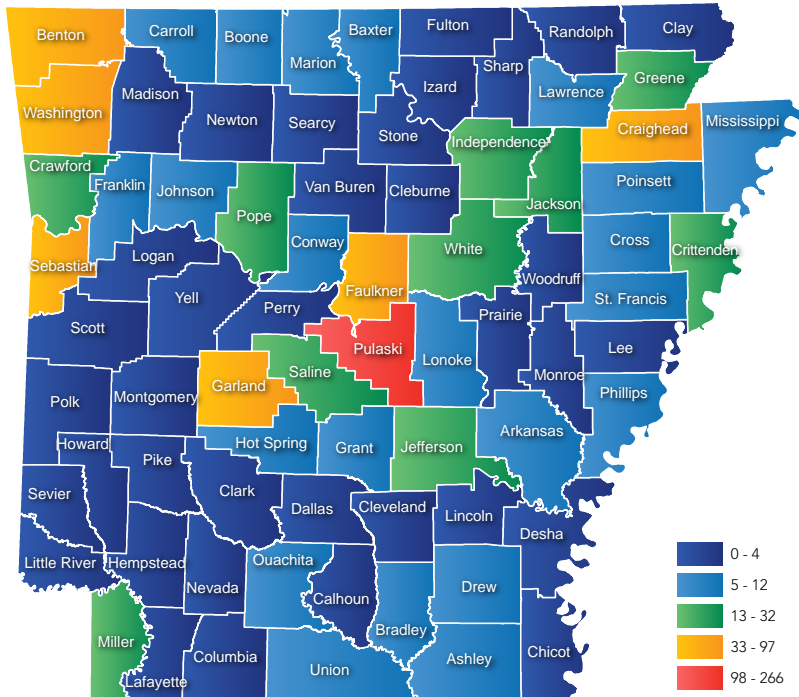 Benton
Carroll
Boone
Marion
Baxter
Fulton
Randolph
Clay
Washington
Madison
Newton
Searcy
Stone
Izard
Sharp
Lawrence
Greene
Craighead
Mississippi
Crawford
Franklin
Johnson
Pope
Van Buren
Cleburne
Independence
Jackson
Poinsett
Sebastian
Logan
Conway
Faulkner
White
Woodruff
Cross
Crittenden
Scott
Yell
Perry
Pulaski
Lonoke
Prairie
Monroe
St. Francis
Lee
Phillips
Polk
Montgomery
Garland
Saline
Hot Spring
Grant
Jefferson
Arkansas
Howard
Pike
Clark
Dallas
Cleveland
Lincoln
Desha
Sevier
Little River
Hempstead
Nevada
Ouachita
Calhoun
Bradley
Drew
Chicot
Miller
Lafayette
Columbia
Union
Ashley
0 - 4
5 - 12
13 - 32
33 - 97
98 - 266